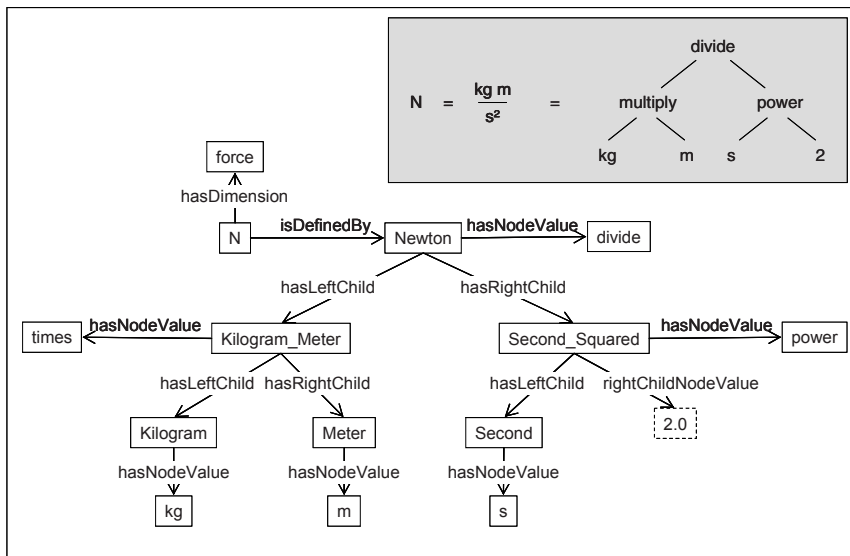 divide
N = kg m / s² =
multiply power
kg m s 2
force
hasDimension
N isDefinedBy Newton hasNodeValue divide
hasLeftChild hasRightChild
times hasNodeValue Kilogram_Meter Second_Squared hasNodeValue power
hasLeftChild hasRightChild hasLeftChild rightChildNodeValue
Kilogram Meter Second 2.0
hasNodeValue hasNodeValue hasNodeValue
kg m s